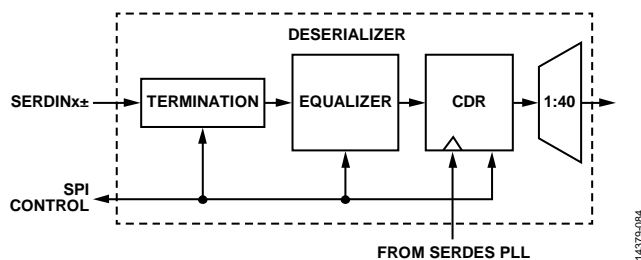 DESERIALIZER
SERDINx±
TERMINATION
EQUALIZER
CDR
1:40
SPI
CONTROL
FROM SERDES PLL
14379-084